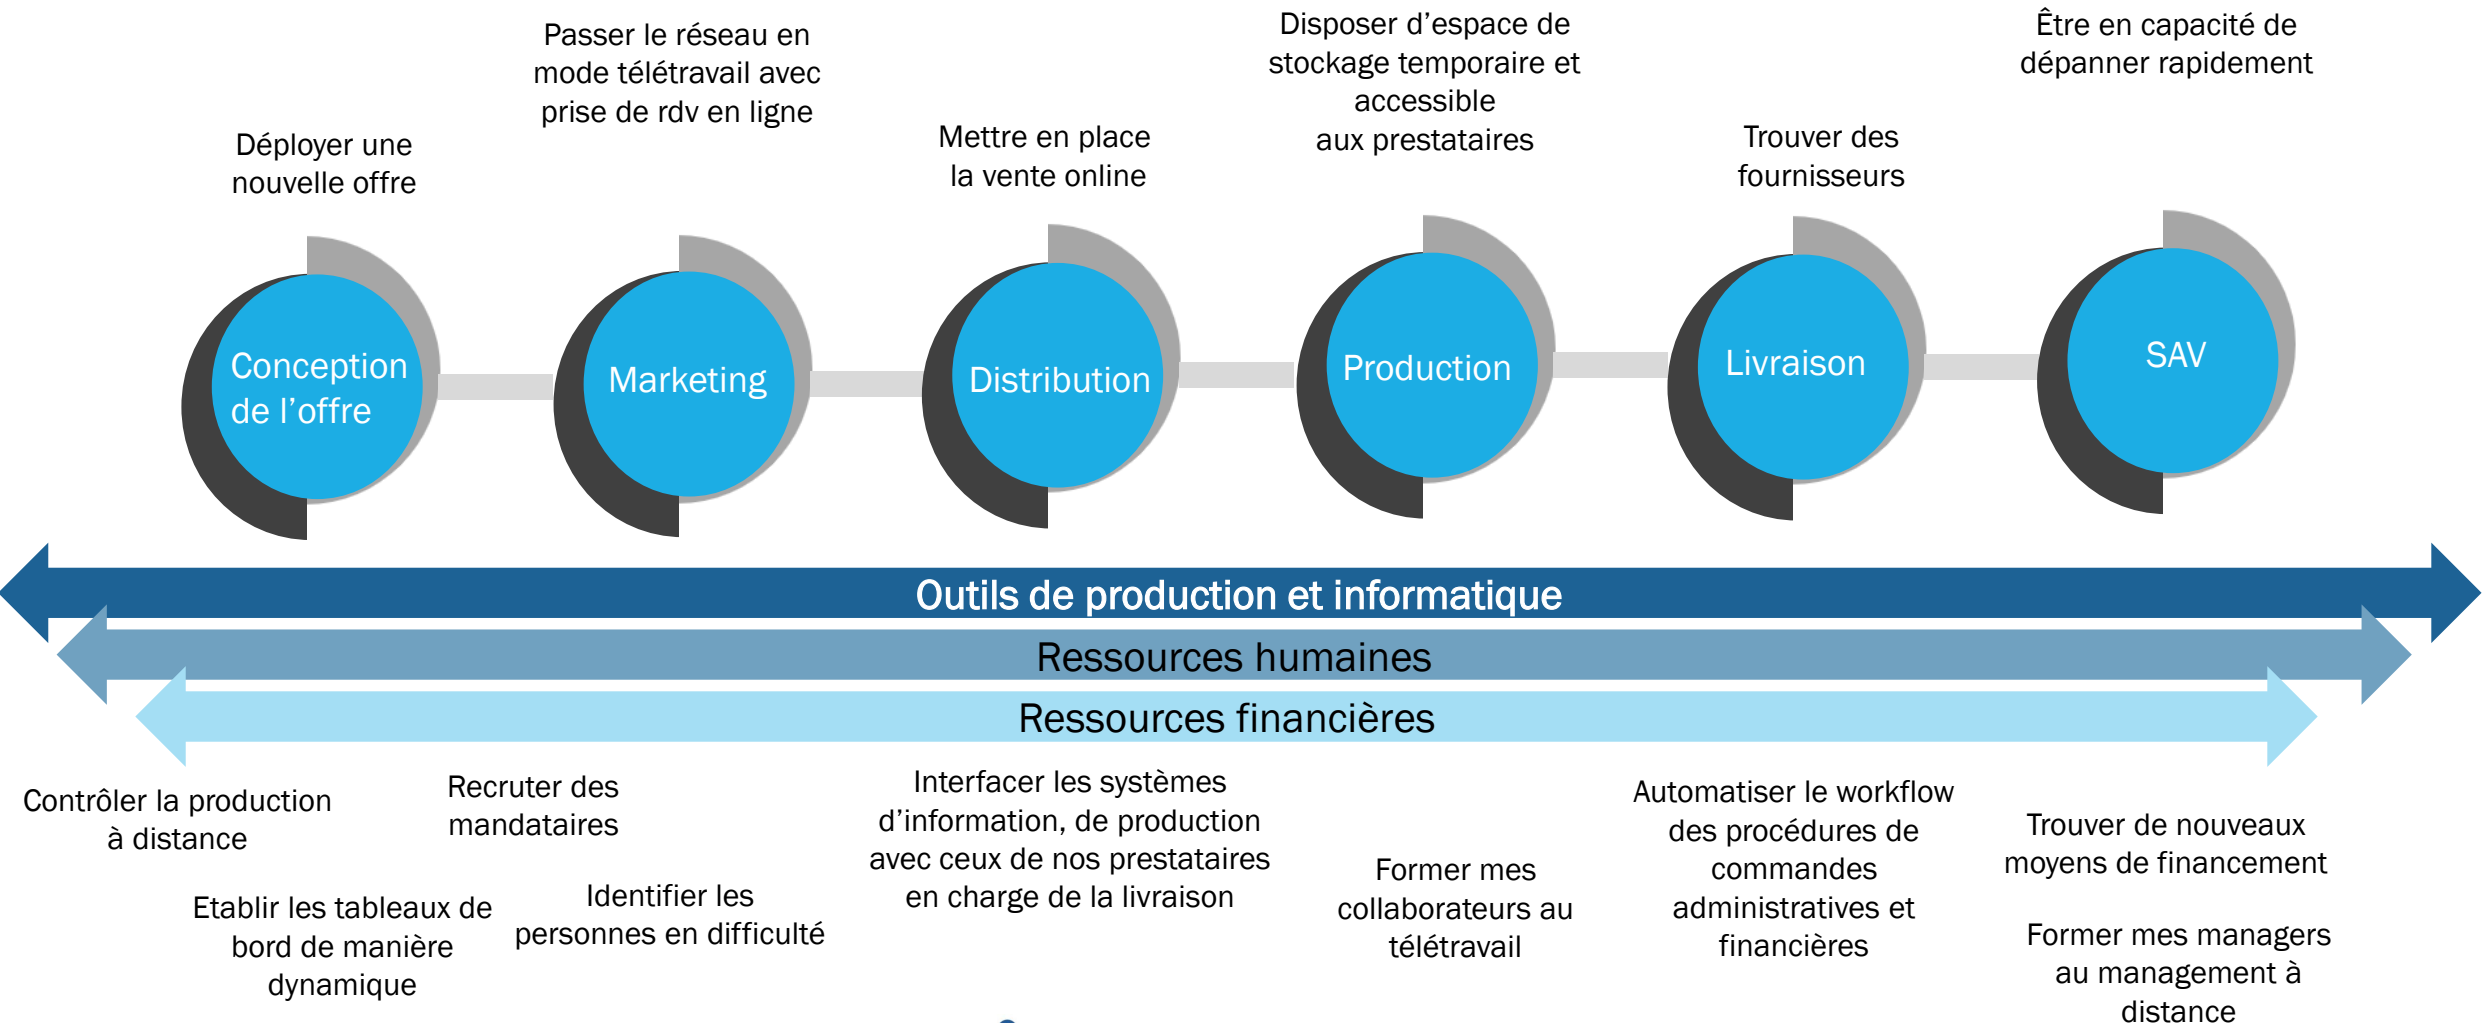 Déployer une
nouvelle offre
Passer le réseau en
mode télétravail avec
prise de rdv en ligne
Mettre en place
la vente online
Disposer d’espace de
stockage temporaire et
accessible
aux prestataires
Trouver des
fournisseurs
Être en capacité de
dépanner rapidement
Conception
de l’offre
Marketing
Distribution
Production
Livraison
SAV
Outils de production et informatique
Ressources humaines
Ressources financières
Contrôler la production
à distance
Etablir les tableaux de
bord de manière
dynamique
Recruter des
mandataires
Identifier les
personnes en difficulté
Interfacer les systèmes
d’information, de production
avec ceux de nos prestataires
en charge de la livraison
Former mes
collaborateurs au
télétravail
Automatiser le workflow
des procédures de
commandes
administratives et
financières
Trouver de nouveaux
moyens de financement
Former mes managers
au management à
distance